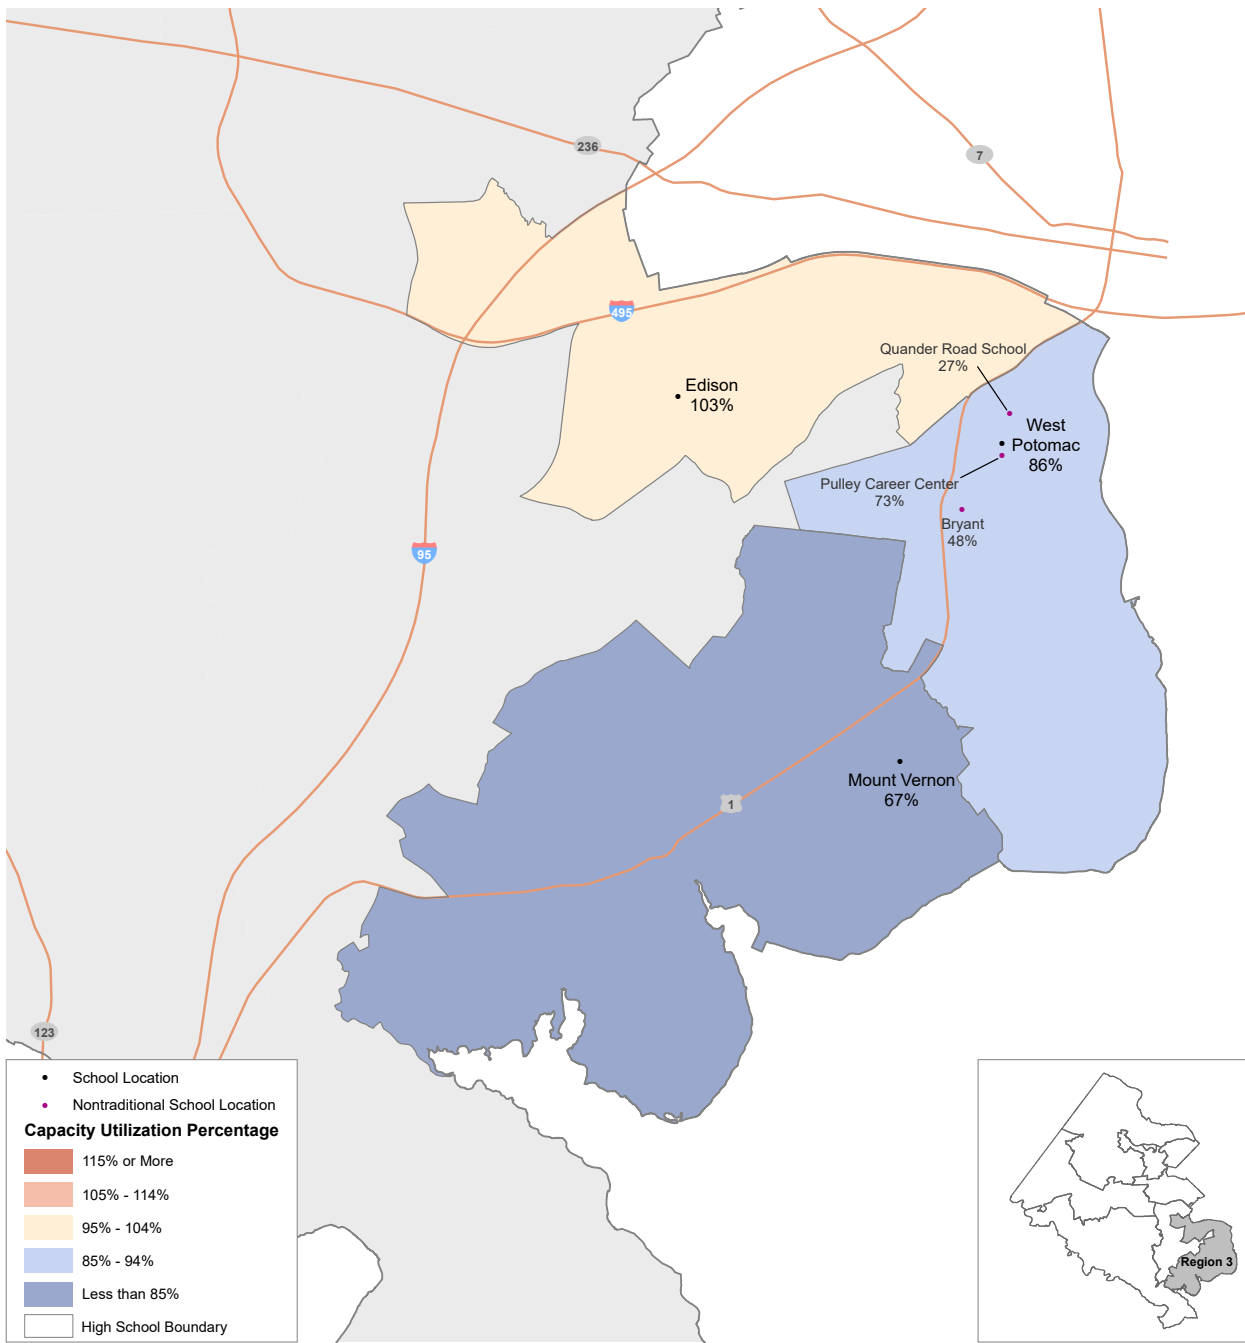 236
7
495
Quander Road School
27%
Edison
103%
West
Potomac
86%
Pulley Career Center
73%
Bryant
48%
95
Mount Vernon
67%
1
123
School Location
Nontraditional School Location
Capacity Utilization Percentage
115% or More
105% - 114%
95% - 104%
85% - 94%
Less than 85%
High School Boundary
Region 3